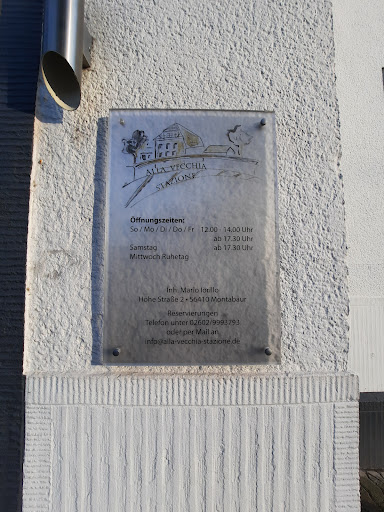 ALLA VECCHIA
STAZIONE
Öffnungszeiten:
So / Mo / Di / Do / Fr 12.00 - 14.00 Uhr
ab 17.30 Uhr
Samstag ab 17.30 Uhr
Mittwoch Ruhetag
Inh. Mario Iorillo
Hohe Straße 2 • 56410 Montabaur
Reservierungen
Telefon unter 02602/9993793
oder per Mail an
info@alla-vecchia-stazione.de